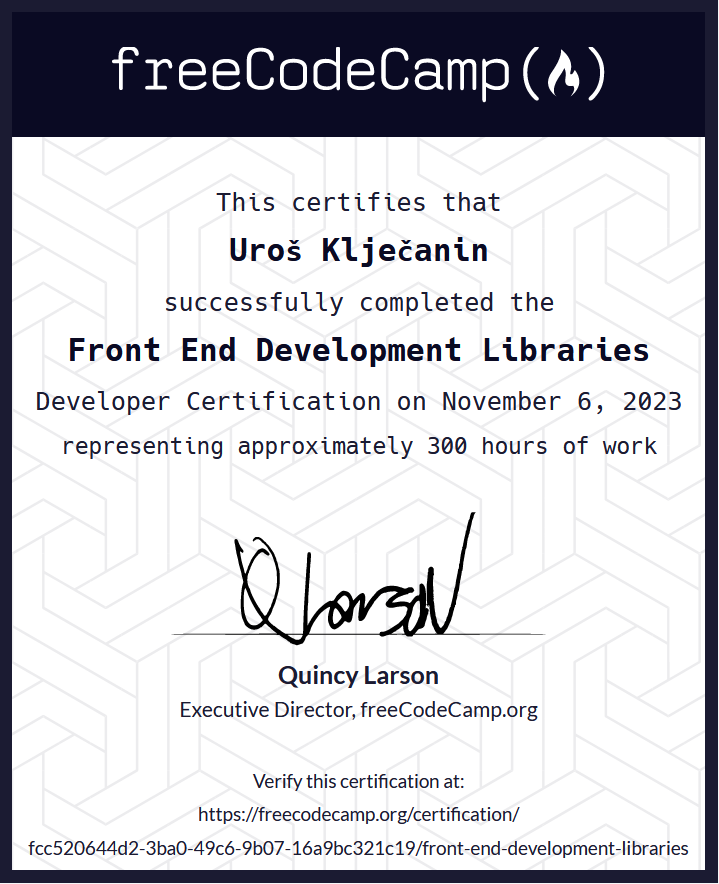 freeCodeCamp(🔥)
This certifies that
Uroš Klječanin
successfully completed the
Front End Development Libraries
Developer Certification on November 6, 2023
representing approximately 300 hours of work
Q Larson
Quincy Larson
Executive Director, freeCodeCamp.org
Verify this certification at:
https://freecodecamp.org/certification/
fcc520644d2-3ba0-49c6-9b07-16a9bc321c19/front-end-development-libraries